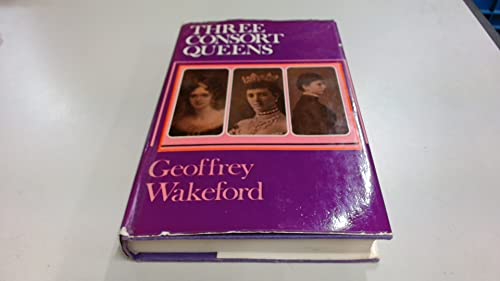 THREE
CONSORT
QUEENS
Geoffrey
Wakeford